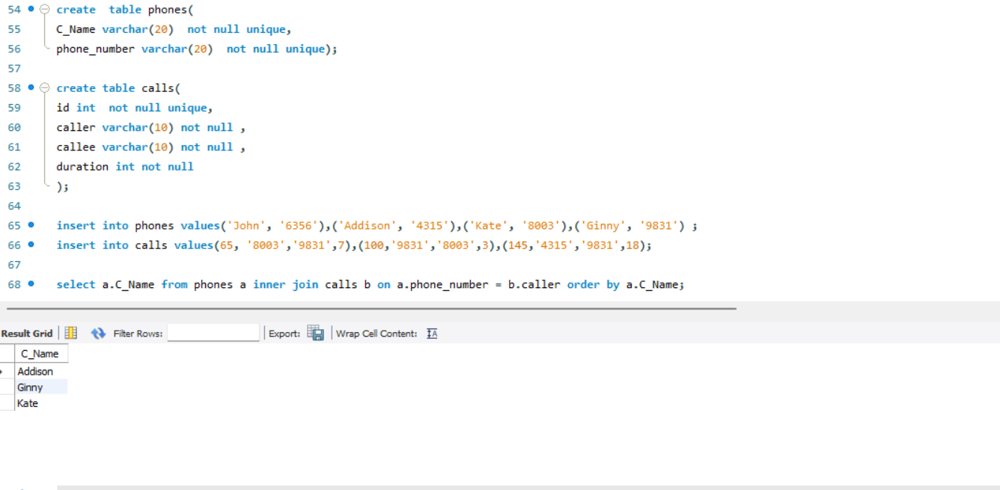 54 create  table phones(
55 C_Name varchar(20)  not null unique,
56 phone_number varchar(20)  not null unique);
57
58 create table calls(
59 id int  not null unique,
60 caller varchar(10) not null ,
61 callee varchar(10) not null ,
62 duration int not null
63 );
64
65 insert into phones values('John', '6356'),('Addison', '4315'),('Kate', '8003'),('Ginny', '9831') ;
66 insert into calls values(65, '8003','9831',7),(100,'9831','8003',3),(145,'4315','9831',18);
67
68 select a.C_Name from phones a inner join calls b on a.phone_number = b.caller order by a.C_Name;
Result Grid Filter Rows: Export: Wrap Cell Content: IA
C_Name
Addison
Ginny
Kate